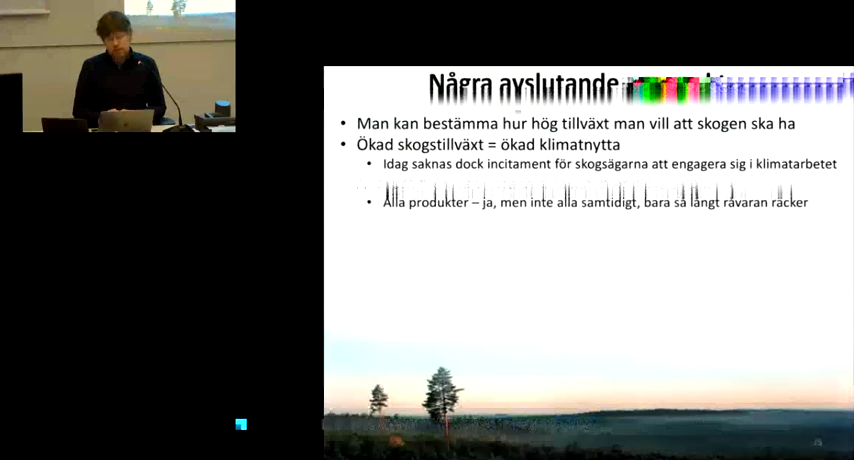 Några avslutande
• Man kan bestämma hur hög tillväxt man vill att skogen ska ha
• Ökad skogstillväxt = ökad klimatnytta
• Idag saknas dock incitament för skogsägarna att engagera sig i klimatarbetet
• Alla produkter – ja, men inte alla samtidigt, bara så långt råvaran räcker